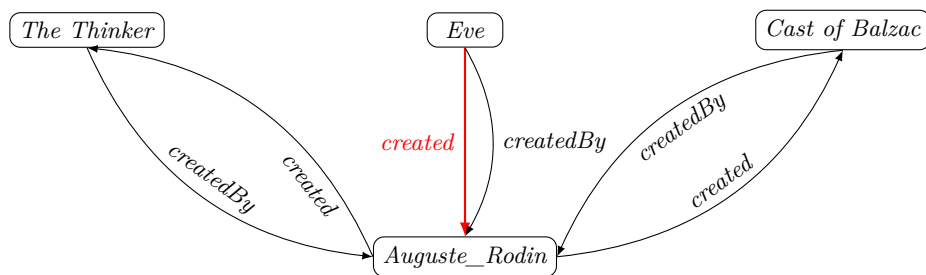 The Thinker
Eve
Cast of Balzac
created
createdBy
createdBy
createdBy
created
created
Auguste_Rodin